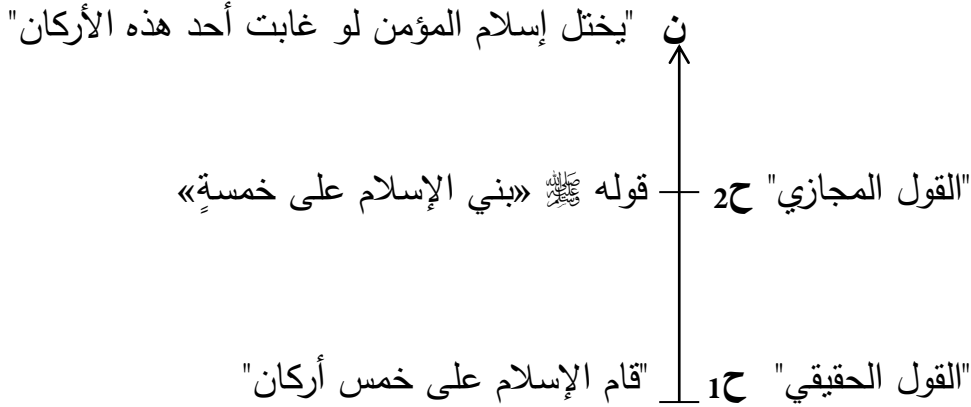 ن "يختل إسلام المؤمن لو غابت أحد هذه الأركان"
"القول المجازي" ح2 قوله ﷺ «بني الإسلام على خمسةٍ»
"القول الحقيقي" ح1 "قام الإسلام على خمس أركان"